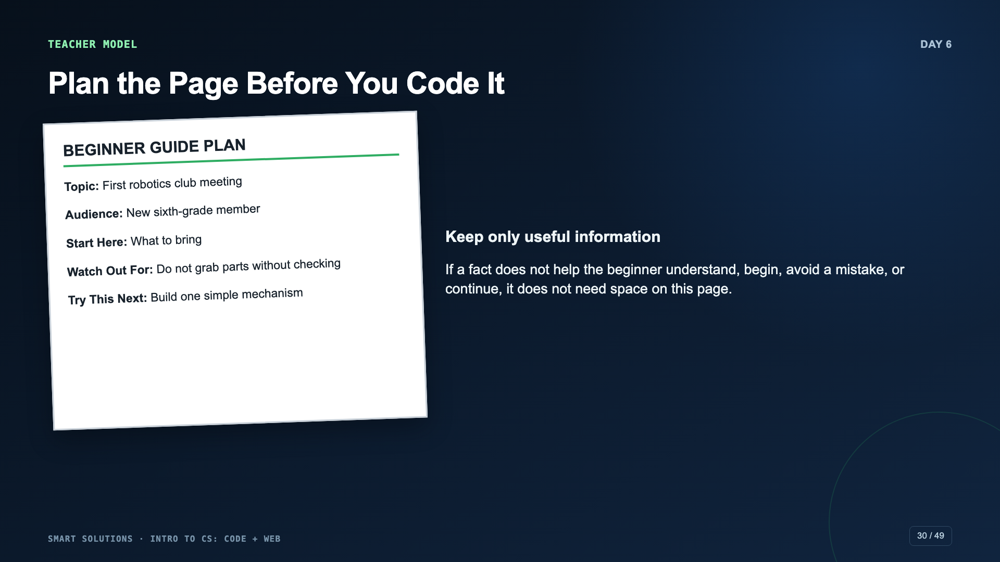 TEACHER MODEL
DAY 6
Plan the Page Before You Code It
BEGINNER GUIDE PLAN
Topic: First robotics club meeting
Audience: New sixth-grade member
Start Here: What to bring
Watch Out For: Do not grab parts without checking
Try This Next: Build one simple mechanism
Keep only useful information
If a fact does not help the beginner understand, begin, avoid a mistake, or
continue, it does not need space on this page.
SMART SOLUTIONS · INTRO TO CS: CODE + WEB
30 / 49